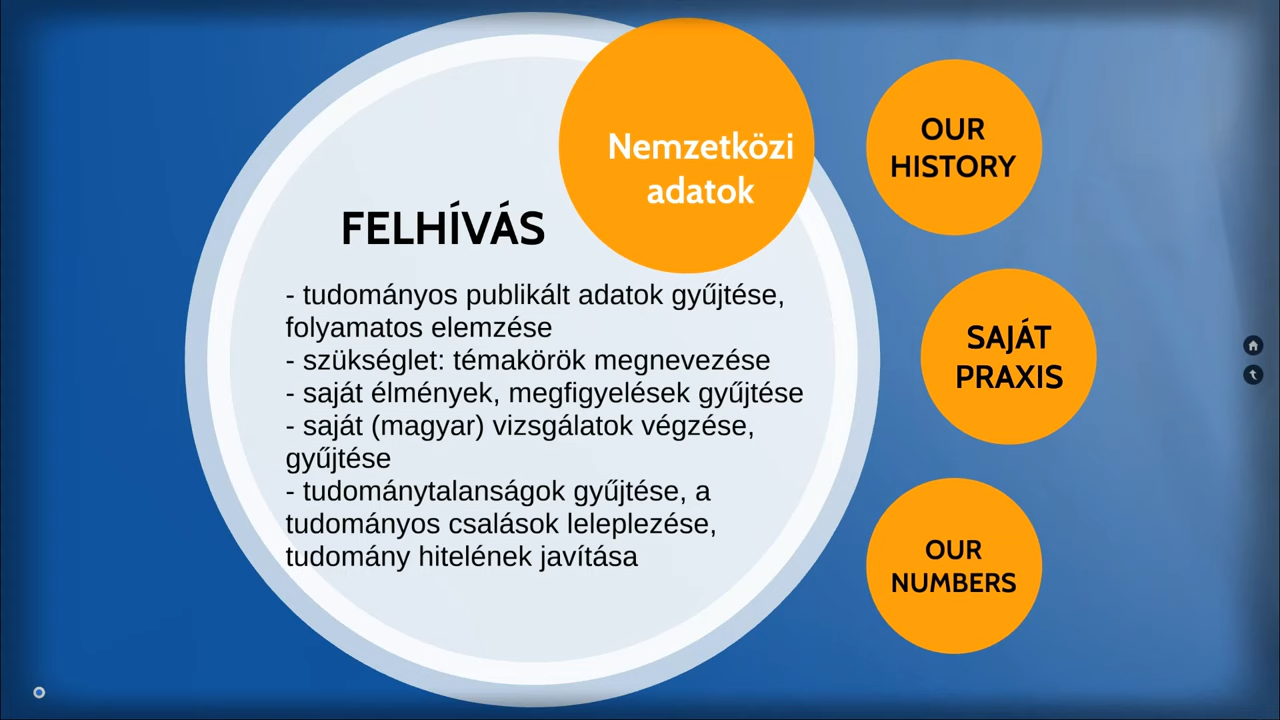 Nemzetközi
adatok
FELHÍVÁS
- tudományos publikált adatok gyűjtése,
folyamatos elemzése
- szükséglet: témakörök megnevezése
- saját élmények, megfigyelések gyűjtése
- saját (magyar) vizsgálatok végzése,
gyűjtése
- tudománytalanságok gyűjtése, a
tudományos csalások leleplezése,
tudomány hitelének javítása
OUR
HISTORY
SAJÁT
PRAXIS
OUR
NUMBERS